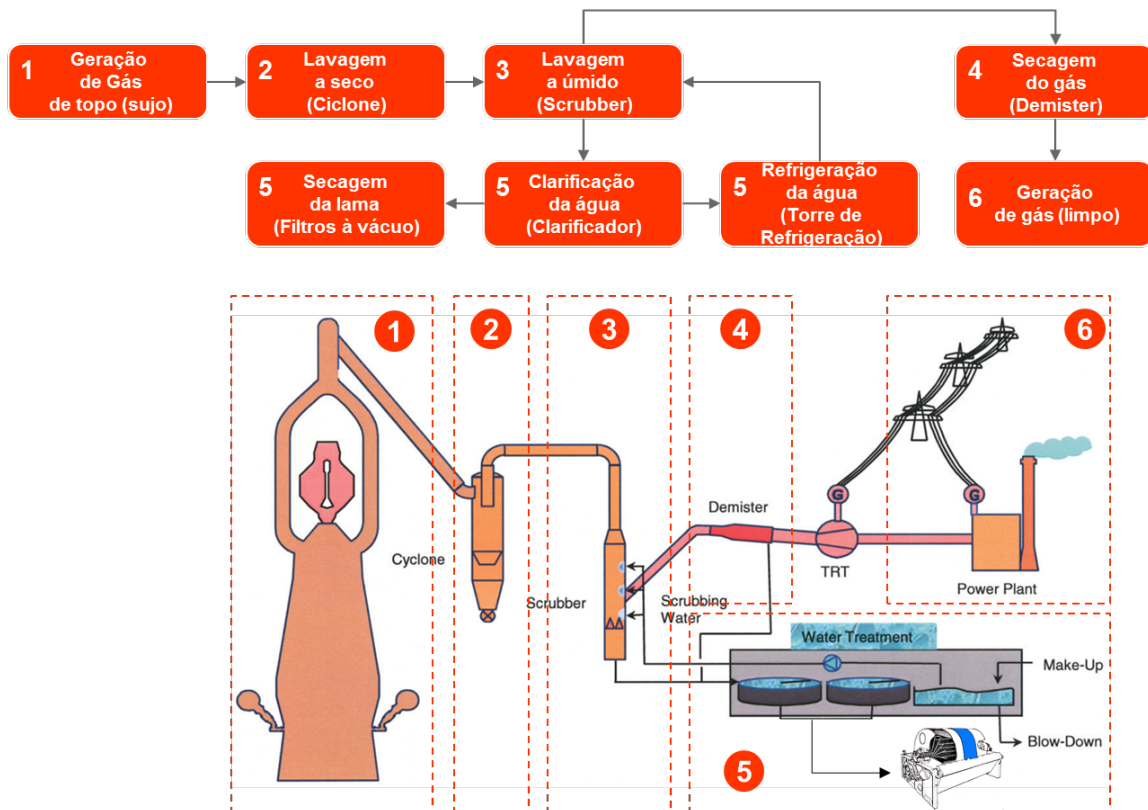 1
Geração
de Gás
de topo (sujo)
2
Lavagem
a seco
(Ciclone)
3
Lavagem
a úmido
(Scrubber)
4
Secagem
do gás
(Demister)
5
Secagem
da lama
(Filtros à vácuo)
5
Clarificação
da água
(Clarificador)
5
Refrigeração
da água
(Torre de
Refrigeração)
6
Geração
de gás (limpo)
1
2
3
4
6
G
G
Demister
Cyclone
TRT
Power Plant
Scrubber
Scrubbing
Water
Water Treatment
Make-Up
Blow-Down
5